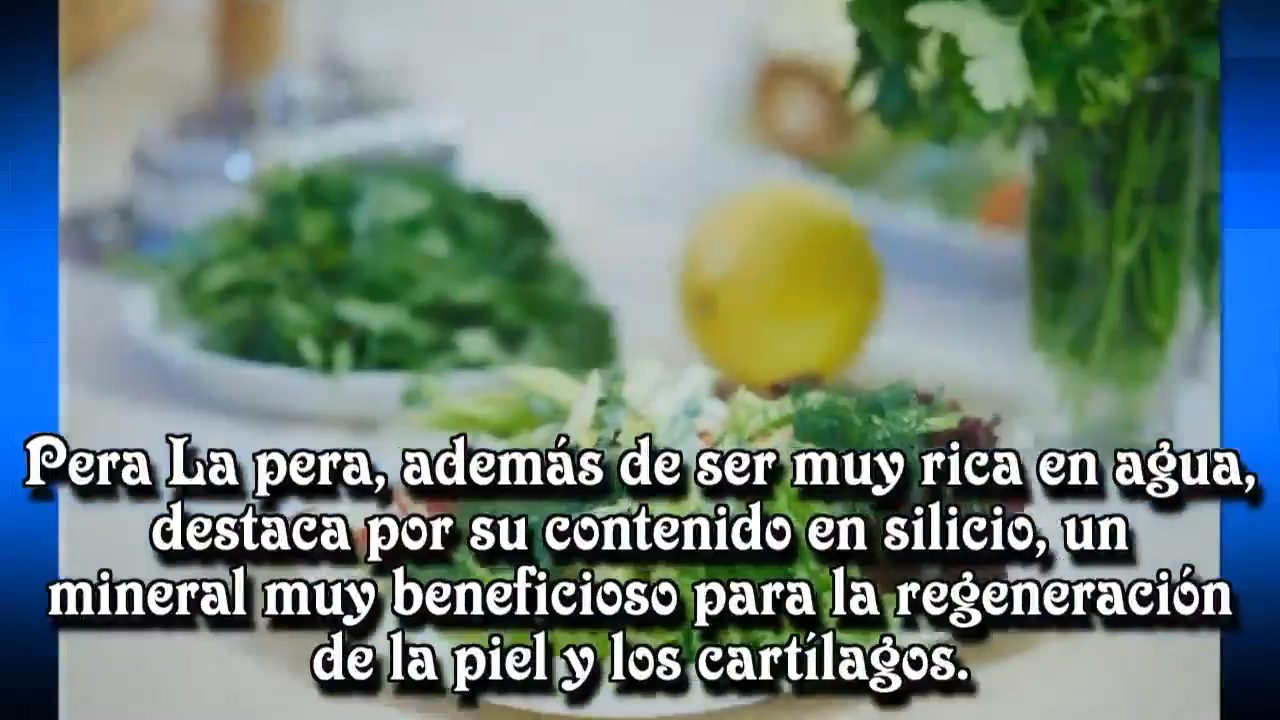 Pera La pera, además de ser muy rica en agua,
destaca por su contenido en silicio, un
mineral muy beneficioso para la regeneración
de la piel y los cartílagos.